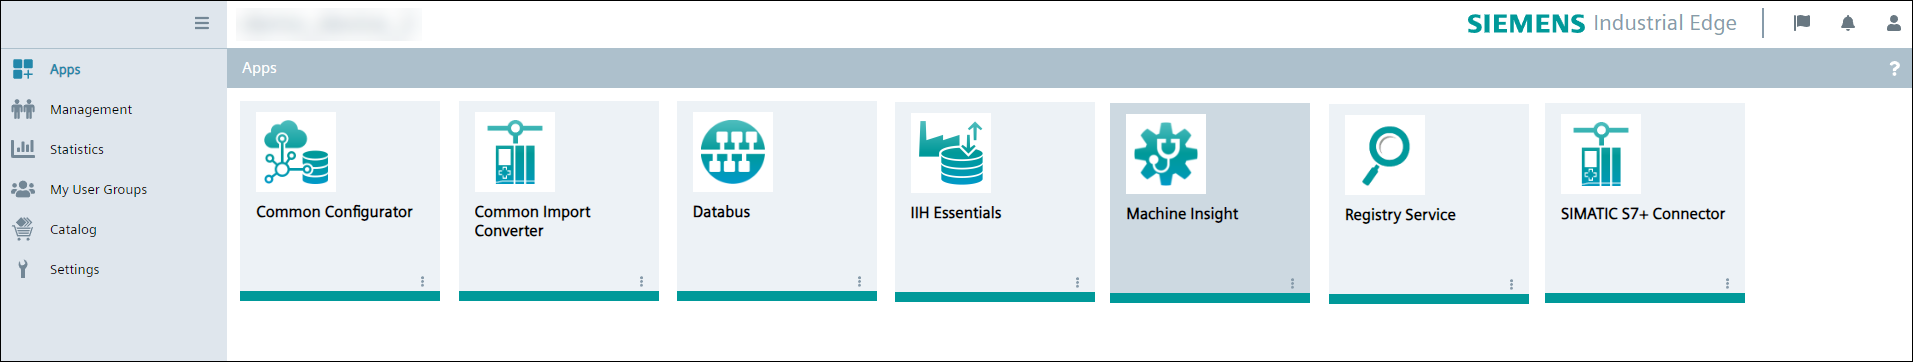 SIEMENS Industrial Edge
Apps
Management
Statistics
My User Groups
Catalog
Settings
Apps
?
Common Configurator
Common Import
Converter
Databus
IIH Essentials
Machine Insight
Registry Service
SIMATIC S7+ Connector